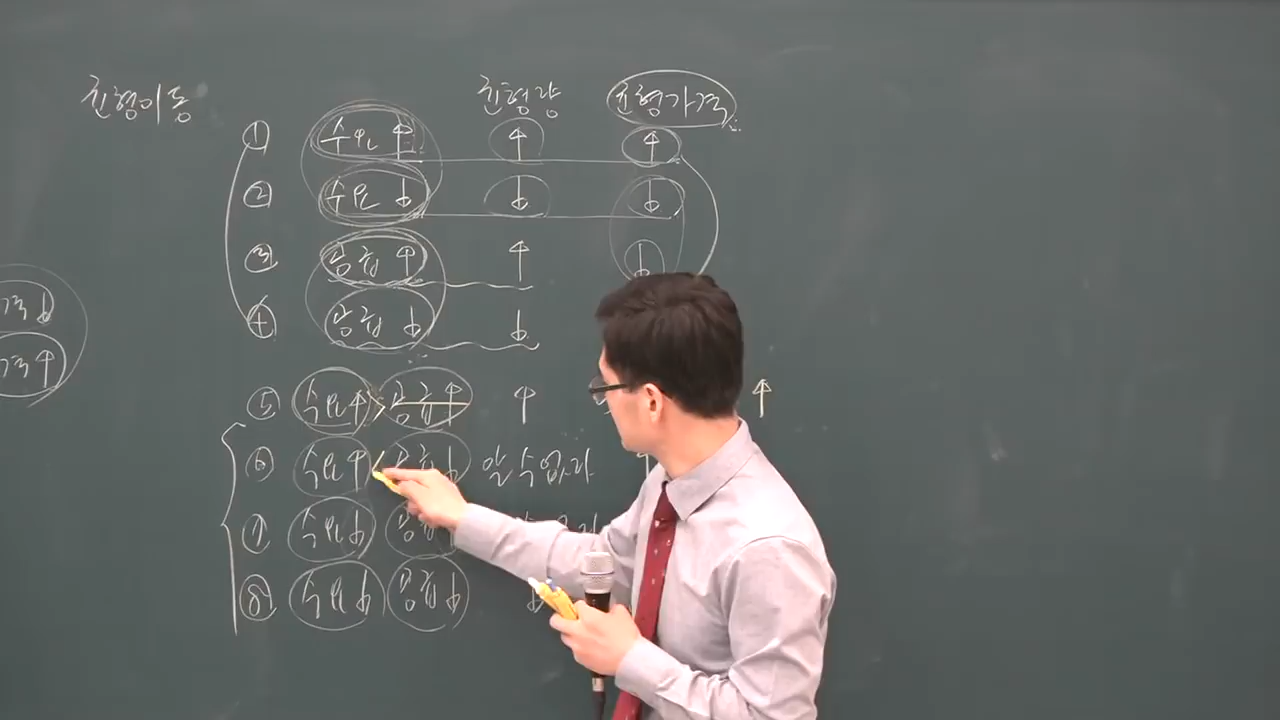 균형이동 균형량 균형가격
① 수요 ↑ ↑ ↑
② 수요 ↓ ↓ ↓
③ 공급 ↑ ↑ ↓
④ 공급 ↓ ↓
⑤ 수요↑ > 공급↑ ↑ ↑
⑥ 수요↑ < 공급↓ 알 수 없다
⑦ 수요↓ 공급
⑧ 수요↓ 공급↓ ↓